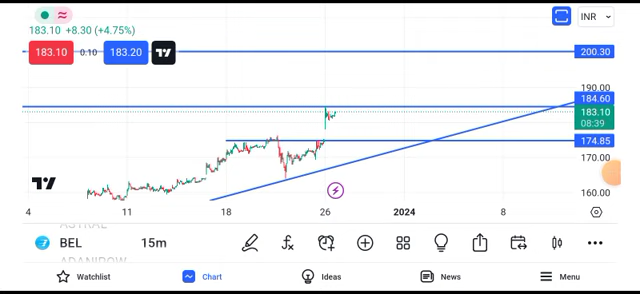 INR
183.10 +8.30 (+4.75%)
183.10 0.10 183.20
200.30
190.00
184.60
183.10
08:39
174.85
170.00
160.00
4 11 18 26 2024 8
ASTRAL
BEL 15m
ADANIPOW
Watchlist Chart Ideas News Menu